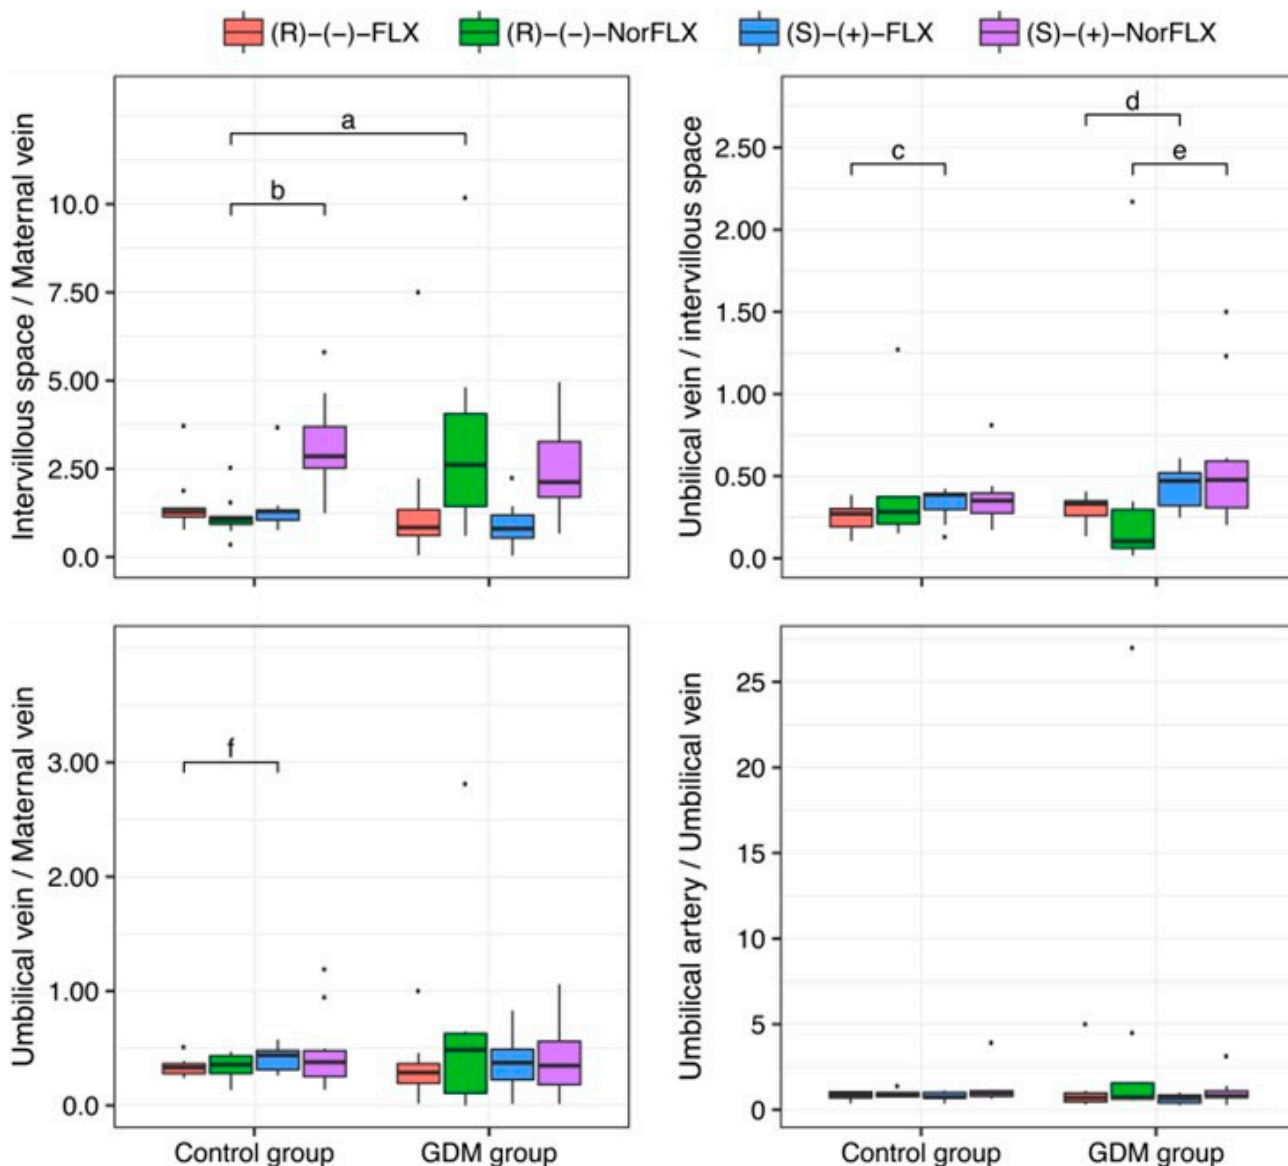 (R)−(−)−FLX (R)−(−)−NorFLX (S)−(+)−FLX (S)−(+)−NorFLX
Intervillous space / Maternal vein
10.0
7.50
5.00
2.50
0.0
a
b
Unbilical vein / intervillous space
2.50
2.00
1.50
1.00
0.50
0.0
c
d
e
Umbilical vein / Maternal vein
3.00
2.00
1.00
0.0
f
Control group GDM group
Umbilical artery / Umbilical vein
25
20
15
10
5
0
Control group GDM group